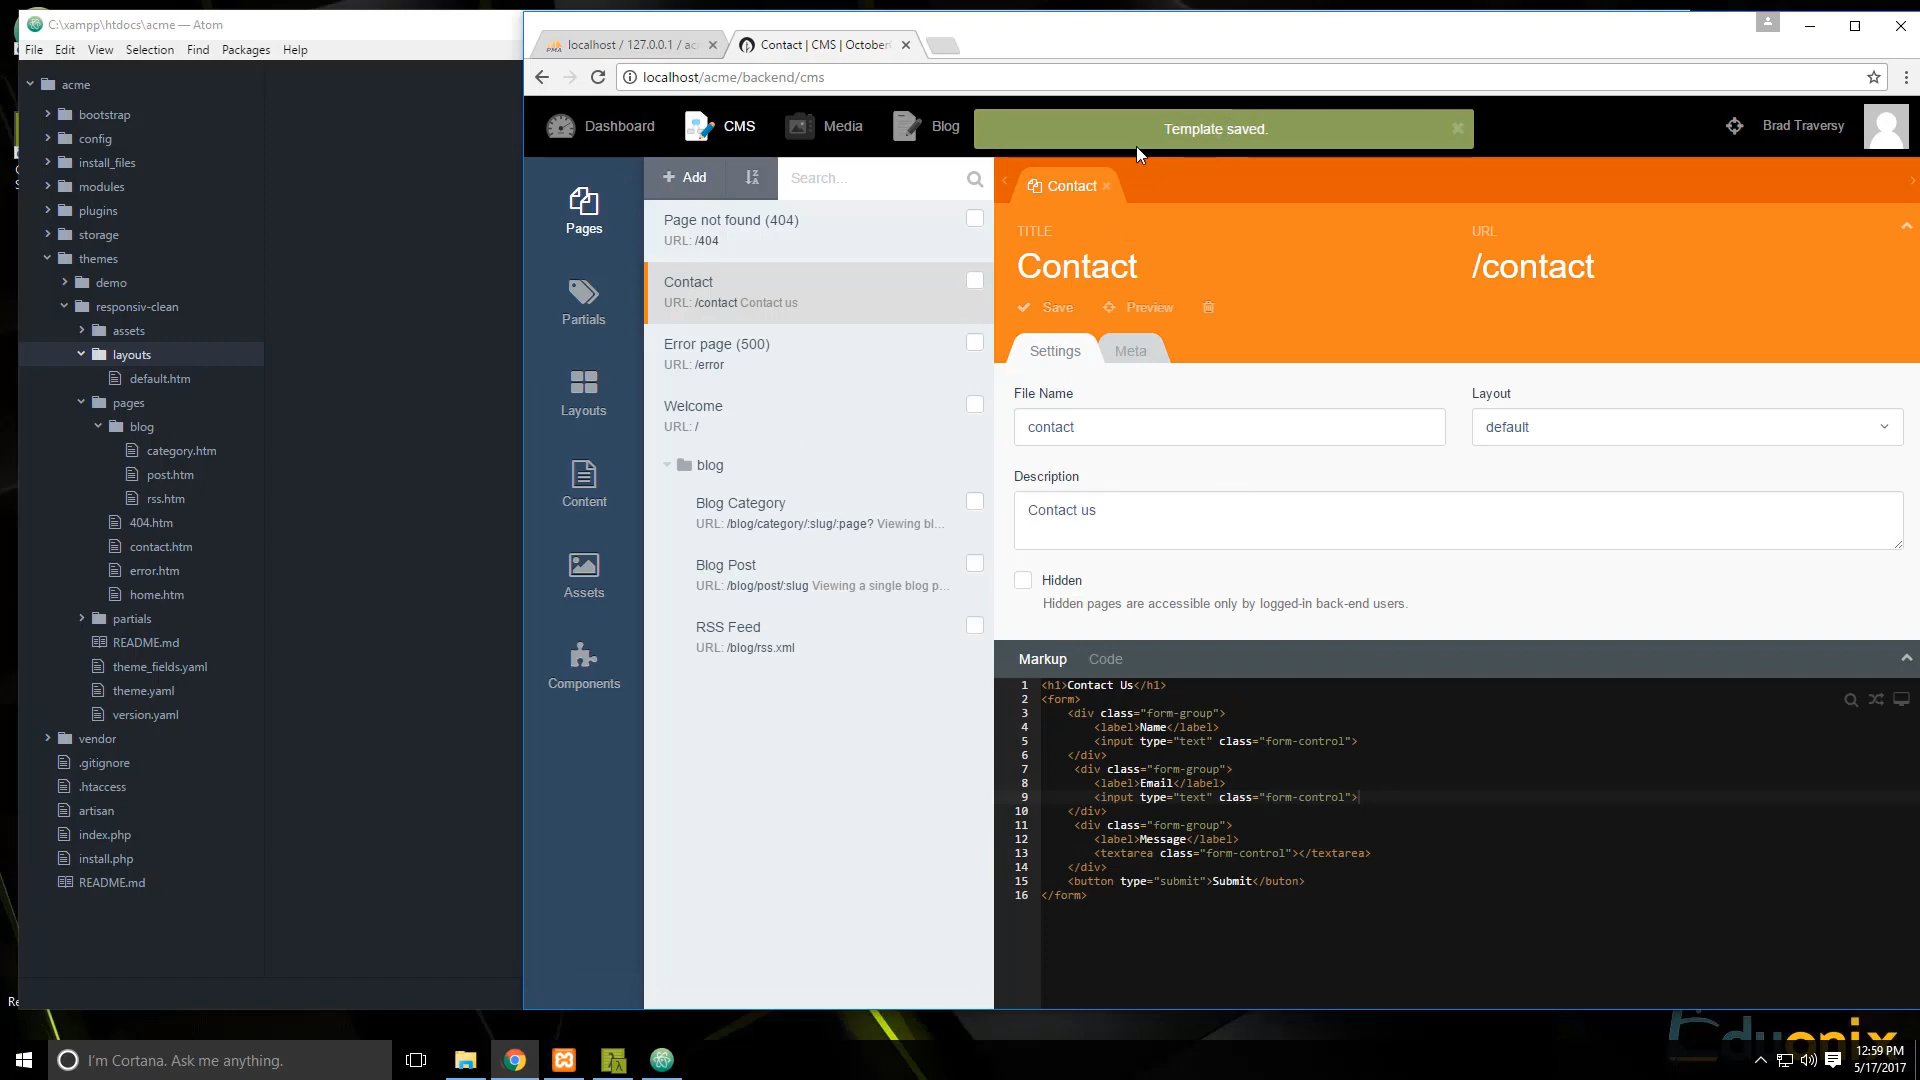 C:\xampp\htdocs\acme — Atom
File Edit View Selection Find Packages Help
acme
bootstrap
config
install_files
modules
plugins
storage
themes
demo
responsiv-clean
assets
layouts
default.htm
pages
blog
category.htm
post.htm
rss.htm
404.htm
contact.htm
error.htm
home.htm
partials
README.md
theme_fields.yaml
theme.yaml
version.yaml
vendor
.gitignore
.htaccess
artisan
index.php
install.php
README.md
localhost / 127.0.0.1 / ac
Contact | CMS | October
localhost/acme/backend/cms
Dashboard
CMS
Media
Blog
Template saved.
Brad Traversy
Pages
Partials
Layouts
Content
Assets
Components
Add
Search...
Page not found (404)
URL: /404
Contact
URL: /contact Contact us
Error page (500)
URL: /error
Welcome
URL: /
blog
Blog Category
URL: /blog/category/:slug/:page? Viewing bl...
Blog Post
URL: /blog/post/:slug Viewing a single blog p...
RSS Feed
URL: /blog/rss.xml
Contact
TITLE
Contact
URL
/contact
Save
Preview
Settings
Meta
File Name
contact
Layout
default
Description
Contact us
Hidden
Hidden pages are accessible only by logged-in back-end users.
Markup Code
1 <h1>Contact Us</h1>
2 <form>
3 <div class="form-group">
4 <label>Name</label>
5 <input type="text" class="form-control">
6 </div>
7 <div class="form-group">
8 <label>Email</label>
9 <input type="text" class="form-control">
10 </div>
11 <div class="form-group">
12 <label>Message</label>
13 <textarea class="form-control"></textarea>
14 </div>
15 <button type="submit">Submit</buton>
16 </form>
Re
I'm Cortana. Ask me anything.
12:59 PM
5/17/2017